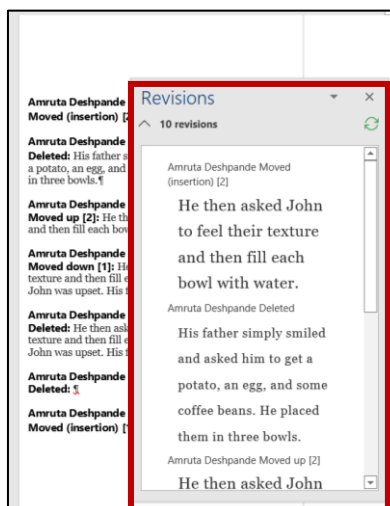 Amruta Deshpande
Moved (insertion)
Amruta Deshpande
Deleted: His father
a potato, an egg, and
in three bowls.¶
Amruta Deshpande
Moved up [2]: He
and then fill each
Amruta Deshpande
Moved down [1]:
texture and then fill
John was upset. His
Amruta Deshpande
Deleted: He then
texture and then fill
John was upset. His
Amruta Deshpande
Deleted: ¶
Amruta Deshpande
Moved (insertion)
Revisions
10 revisions
Amruta Deshpande Moved
(insertion) [2]
He then asked John
to feel their texture
and then fill each
bowl with water.
Amruta Deshpande Deleted
His father simply smiled
and asked him to get a
potato, an egg, and some
coffee beans. He placed
them in three bowls.
Amruta Deshpande Moved up [2]
He then asked John